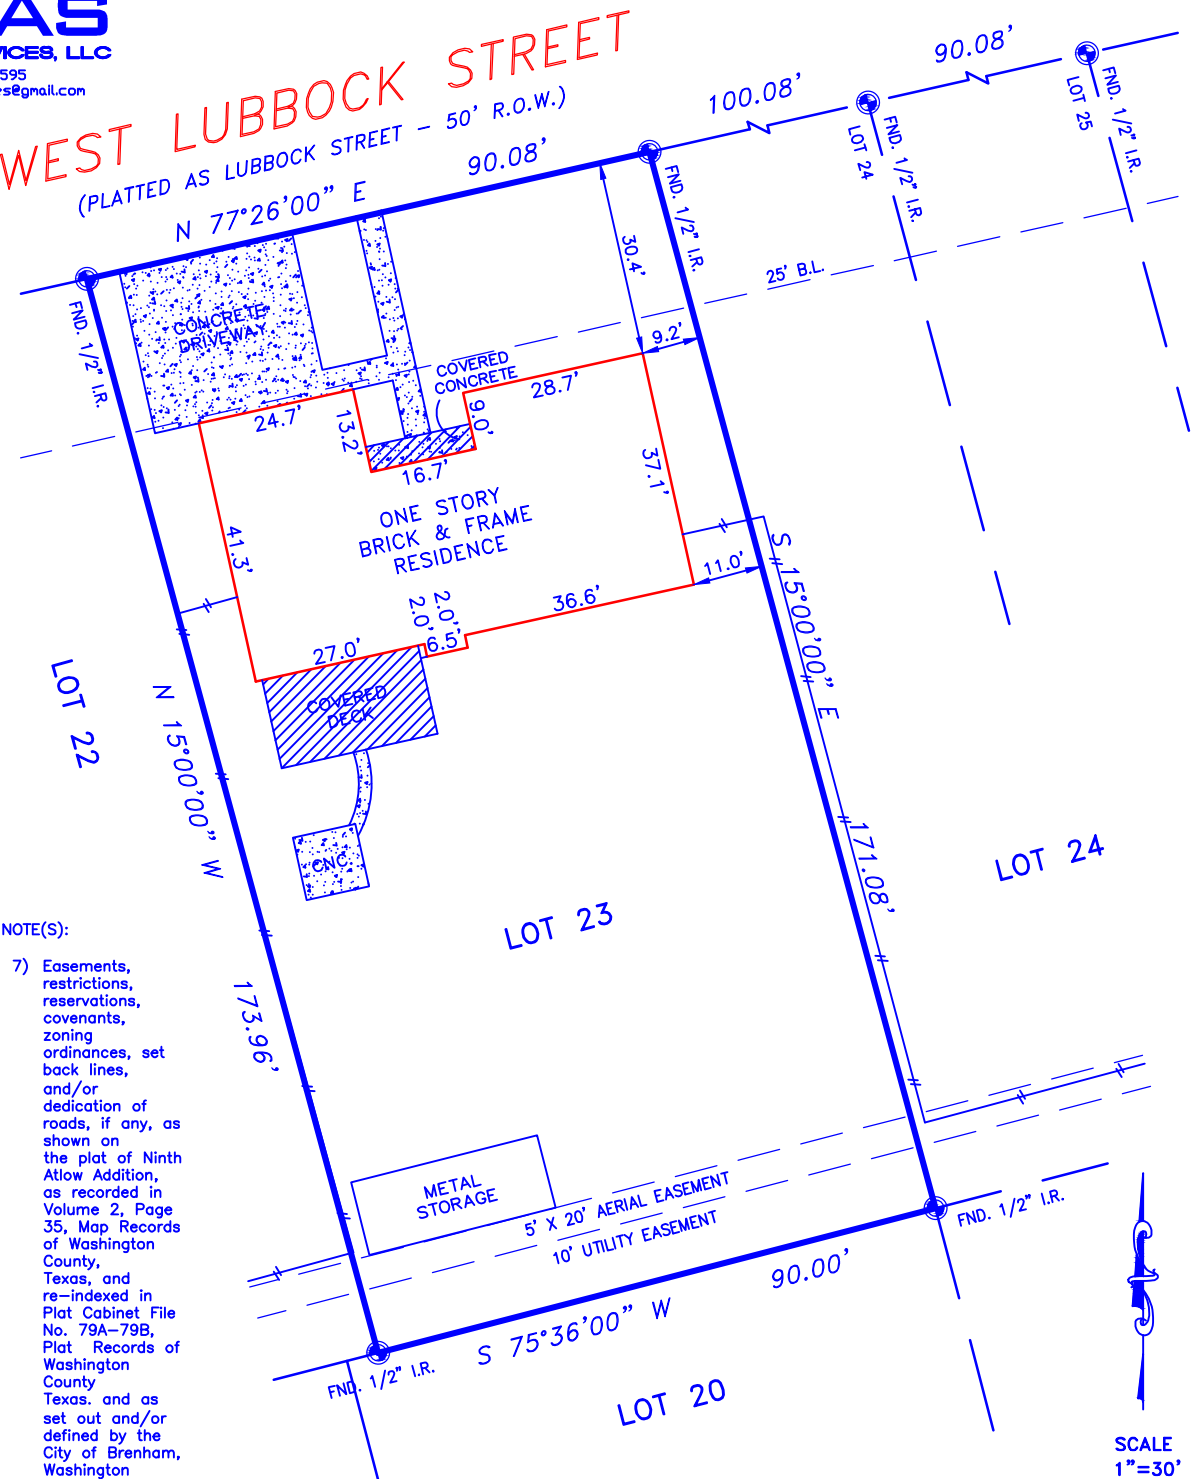 AS
VICES, LLC
595
es@gmail.com
WEST LUBBOCK STREET
(PLATTED AS LUBBOCK STREET - 50' R.O.W.)
N 77°26'00" E
90.08'
100.08'
90.08'
FND. 1/2" I.R.
FND. 1/2" I.R.
LOT 24
FND. 1/2" I.R.
LOT 25
FND. 1/2" I.R.
30.4'
25' B.L.
9.2'
CONCRETE
DRIVEWAY
COVERED
CONCRETE
24.7'
13.2'
9.0'
28.7'
16.7'
37.1'
ONE STORY
BRICK & FRAME
RESIDENCE
41.3'
11.0'
36.6'
2.0'
2.0'
6.5'
27.0'
COVERED
DECK
S 15°00'00" E
171.08'
LOT 22
N 15°00'00" W
173.96'
CNC.
LOT 23
LOT 24
NOTE(S):
7) Easements,
restrictions,
reservations,
covenants,
zoning
ordinances, set
back lines,
and/or
dedication of
roads, if any, as
shown on
the plat of Ninth
Atlow Addition,
as recorded in
Volume 2, Page
35, Map Records
of Washington
County,
Texas, and
re-indexed in
Plat Cabinet File
No. 79A-79B,
Plat Records of
Washington
County
Texas. and as
set out and/or
defined by the
City of Brenham,
Washington
METAL
STORAGE
5' X 20' AERIAL EASEMENT
10' UTILITY EASEMENT
FND. 1/2" I.R.
90.00'
S 75°36'00" W
FND. 1/2" I.R.
LOT 20
SCALE
1"=30'